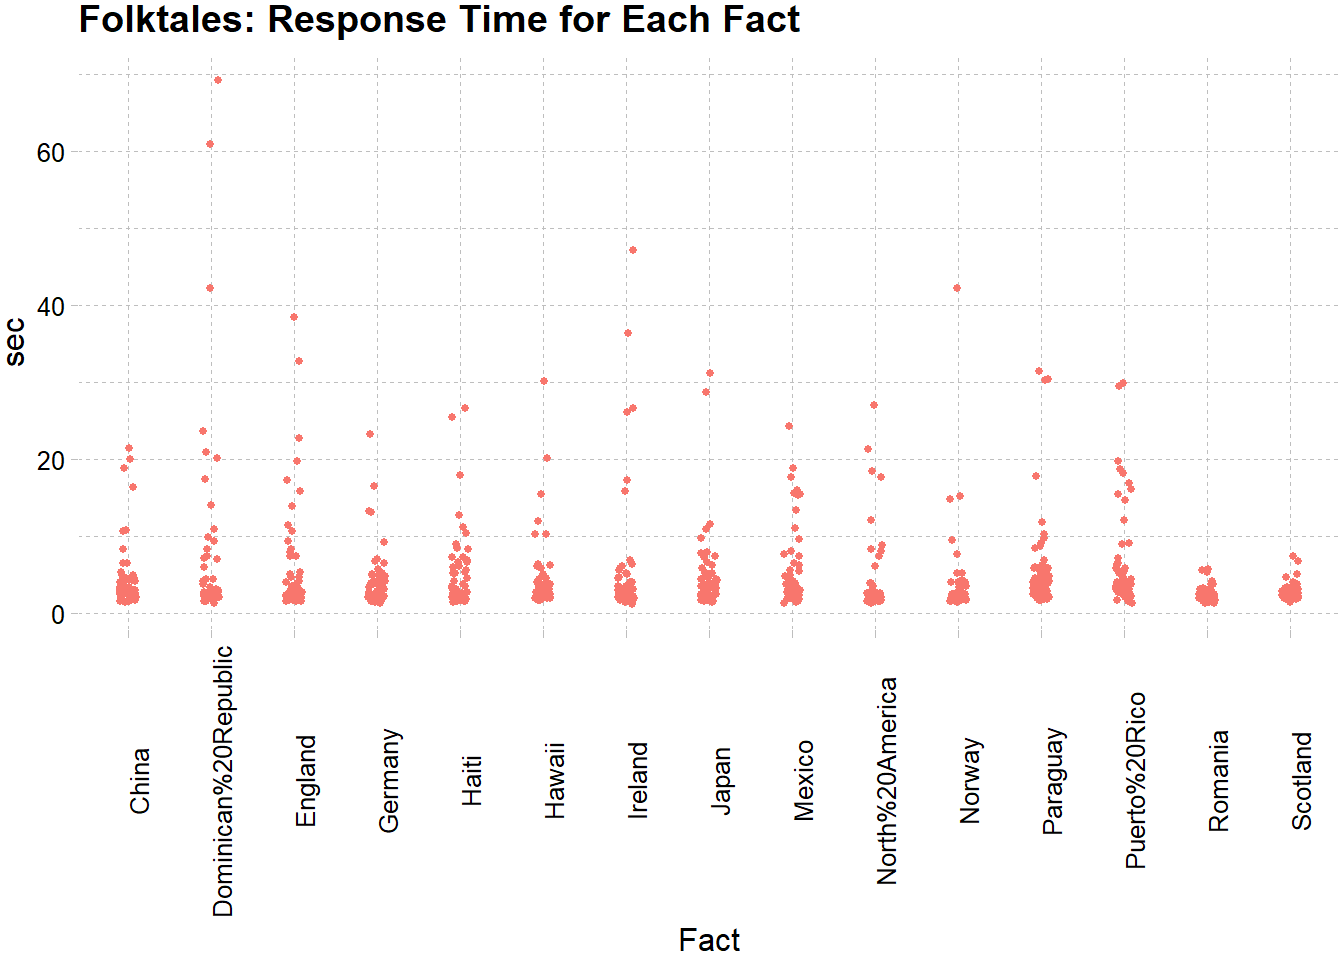 Folktales: Response Time for Each Fact
sec
60
40
20
0
China
Dominican%20Republic
England
Germany
Haiti
Hawaii
Ireland
Japan
Mexico
North%20America
Norway
Paraguay
Puerto%20Rico
Romania
Scotland
Fact